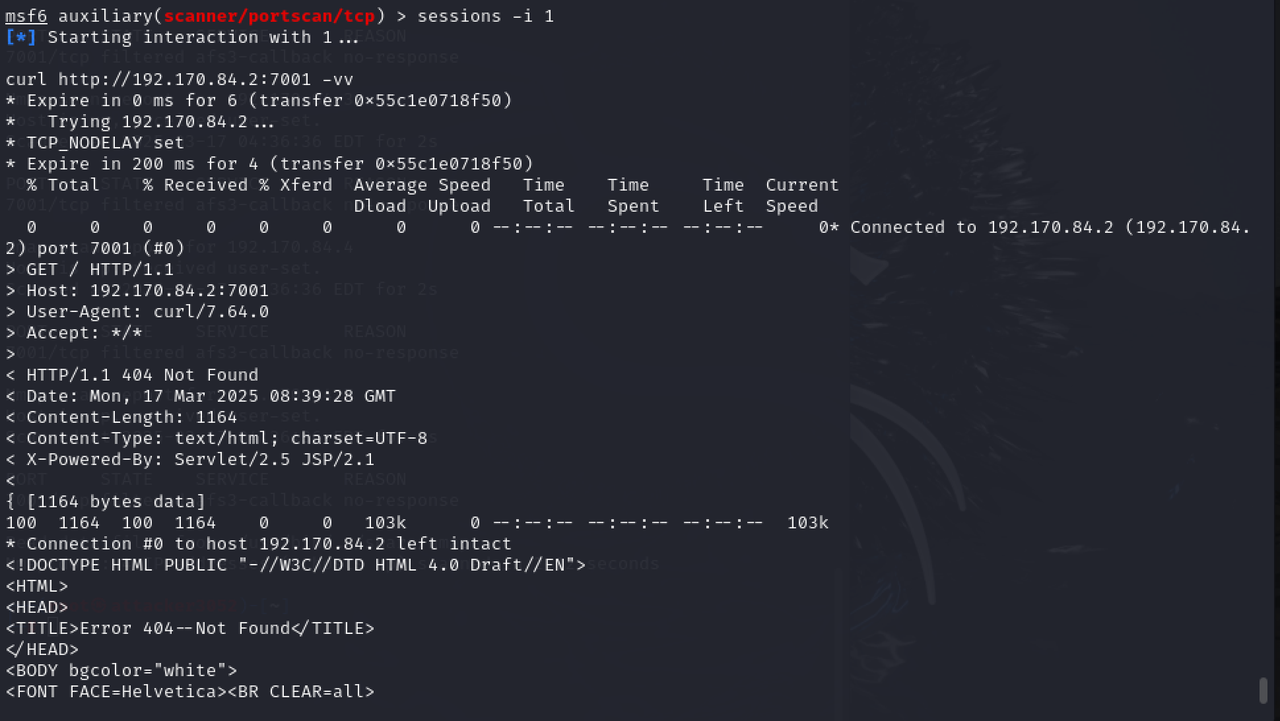 msf6 auxiliary(scanner/portscan/tcp) > sessions -i 1
[*] Starting interaction with 1...
curl http://192.170.84.2:7001 -vv
* Expire in 0 ms for 6 (transfer 0x55c1e0718f50)
*   Trying 192.170.84.2...
* TCP_NODELAY set
* Expire in 200 ms for 4 (transfer 0x55c1e0718f50)
  % Total    % Received % Xferd  Average Speed   Time    Time     Time  Current
                                 Dload  Upload   Total   Spent    Left  Speed
  0     0    0     0    0     0      0      0 --:--:-- --:--:-- --:--:--     0* Connected to 192.170.84.2 (192.170.84.
2) port 7001 (#0)
> GET / HTTP/1.1
> Host: 192.170.84.2:7001
> User-Agent: curl/7.64.0
> Accept: */*
>
< HTTP/1.1 404 Not Found
< Date: Mon, 17 Mar 2025 08:39:28 GMT
< Content-Length: 1164
< Content-Type: text/html; charset=UTF-8
< X-Powered-By: Servlet/2.5 JSP/2.1
<
{ [1164 bytes data]
100  1164  100  1164    0     0   103k      0 --:--:-- --:--:-- --:--:--  103k
* Connection #0 to host 192.170.84.2 left intact
<!DOCTYPE HTML PUBLIC "-//W3C//DTD HTML 4.0 Draft//EN">
<HTML>
<HEAD>
<TITLE>Error 404--Not Found</TITLE>
</HEAD>
<BODY bgcolor="white">
<FONT FACE=Helvetica><BR CLEAR=all>